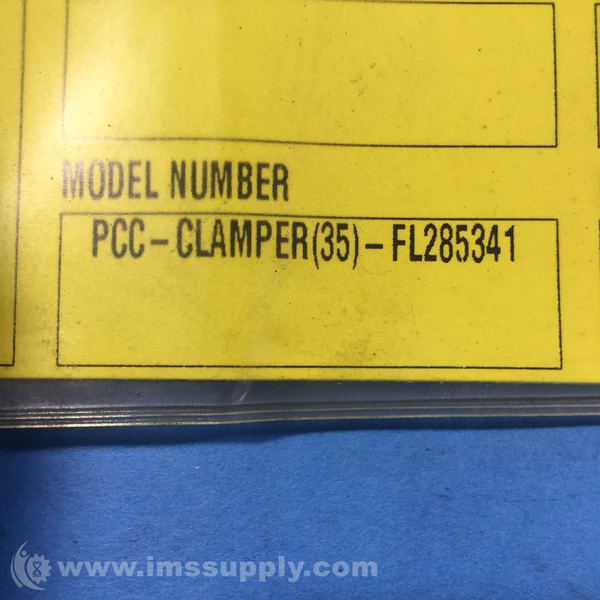 MODEL NUMBER
PCC-CLAMPER(35)-FL285341
www.imssupply.com